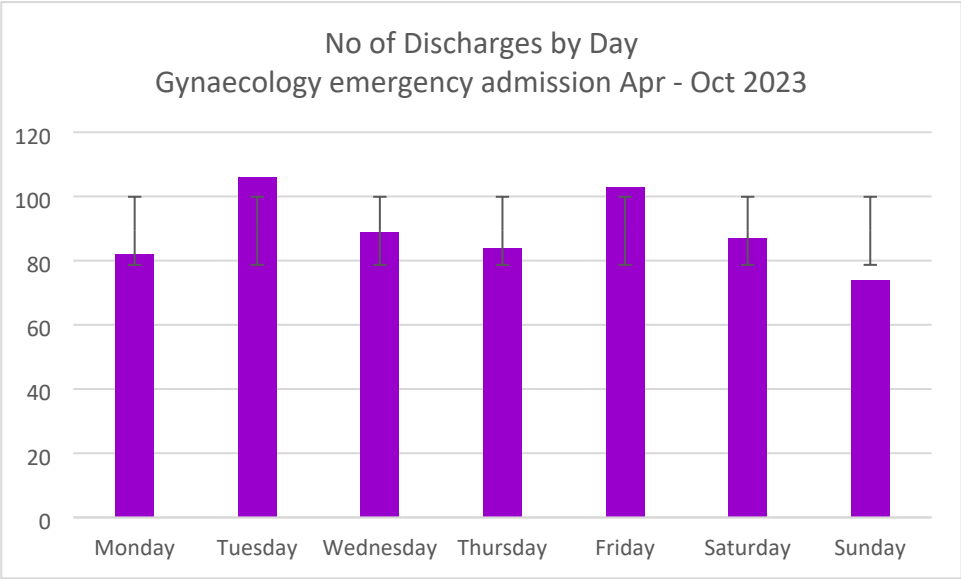 No of Discharges by Day
Gynaecology emergency admission Apr - Oct 2023
120
100
80
60
40
20
0
Monday Tuesday Wednesday Thursday Friday Saturday Sunday